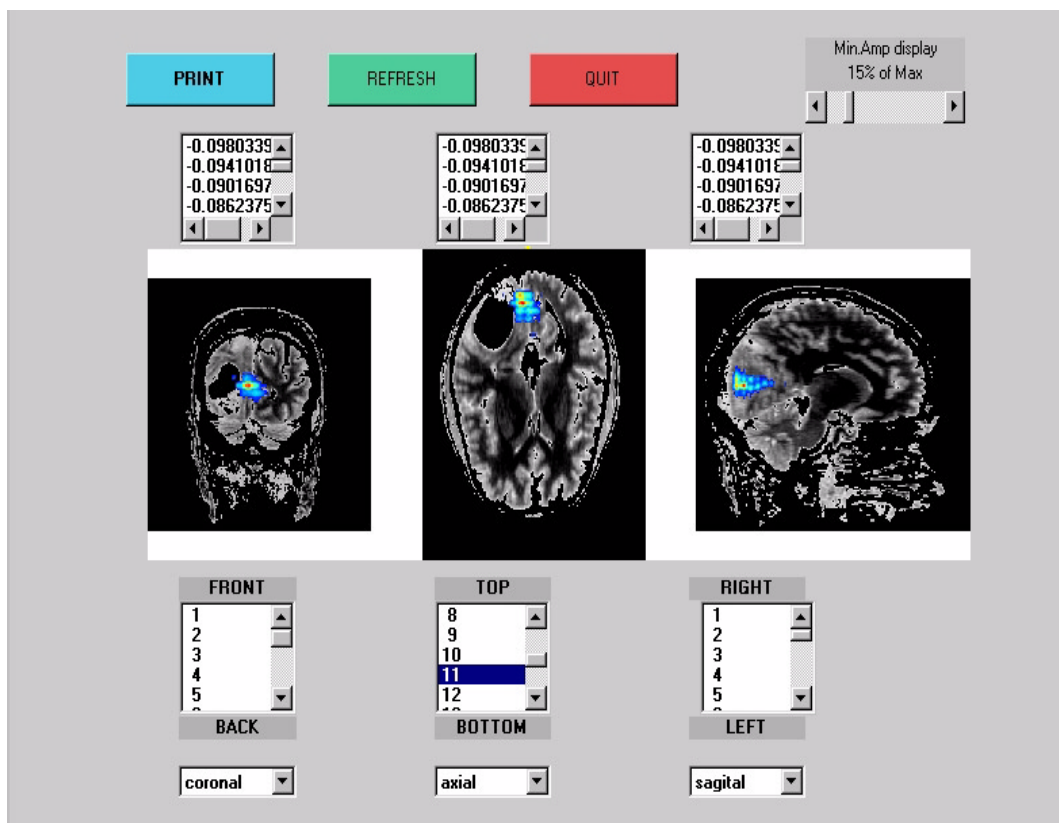 PRINT
REFRESH
QUIT
Min.Amp display
15% of Max
-0.0980339
-0.0941018
-0.0901697
-0.0862375
-0.0980339
-0.0941018
-0.0901697
-0.0862375
-0.0980339
-0.0941018
-0.0901697
-0.0862375
FRONT
1
2
3
4
5
BACK
coronal
TOP
8
9
10
11
12
BOTTOM
axial
RIGHT
1
2
3
4
5
LEFT
sagital